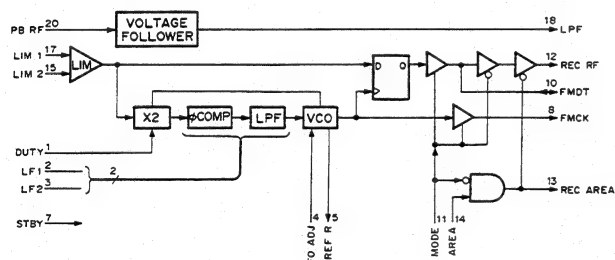 PB RF 20
VOLTAGE FOLLOWER
18 LPF
LIM 1 17
LIM 2 15
LIM
D
12 REC RF
10 FMDT
X2
φCOMP
LPF
VCO
8 FMCK
DUTY 1
LF1 2
LF2 3
2
13 REC AREA
STBY 7
4
5
11
14
O ADJ
REF R
MODE
AREA